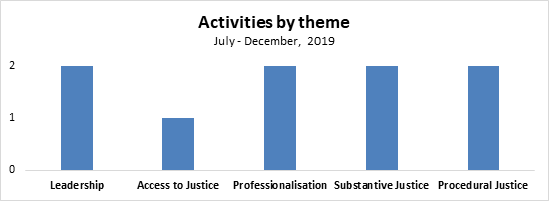 Activities by theme
July - December, 2019
2
1
0
Leadership Access to Justice Professionalisation Substantive Justice Procedural Justice